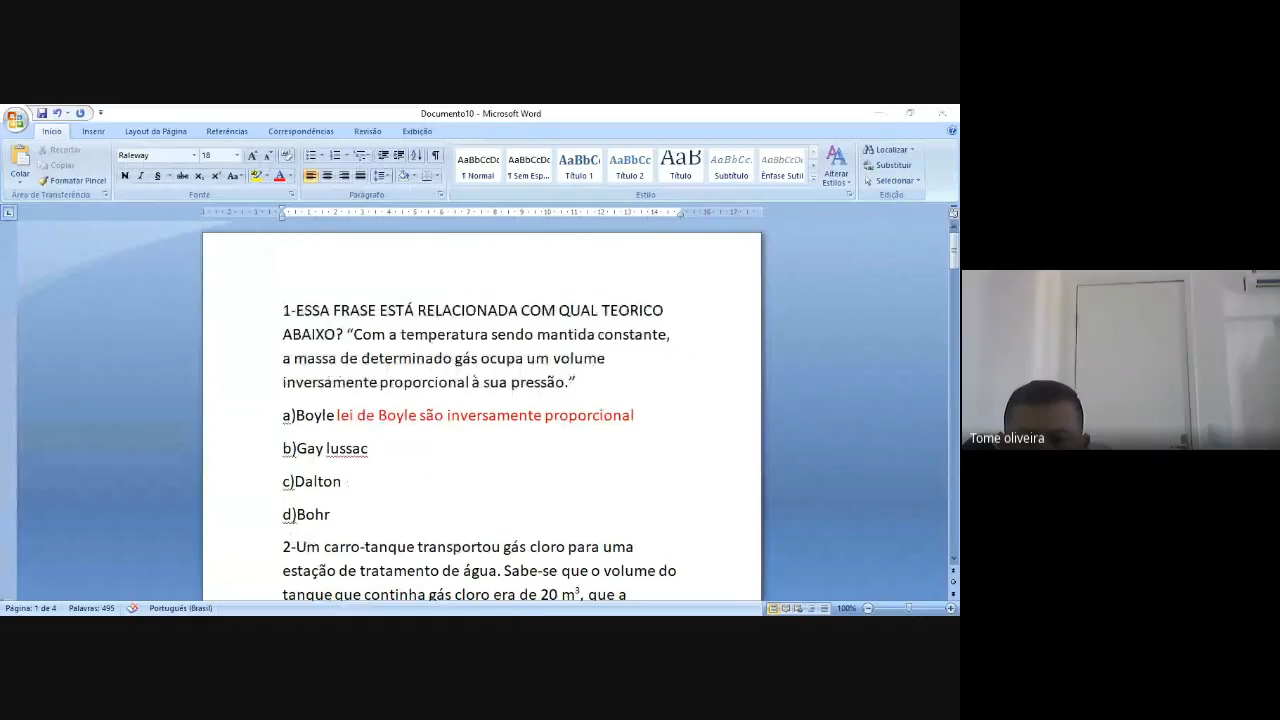 Documento10 - Microsoft Word
Início Inserir Layout da Página Referências Correspondências Revisão Exibição
Colar
Recortar
Copiar
Formatar Pincel
Área de Transferência
Raleway 18
Fonte
Parágrafo
AaBbCcDc AaBbCcDc AaBbC AaBbCc AaB AaBbCc. AaBbCcDc
¶ Normal ¶ Sem Esp... Título 1 Título 2 Título Subtítulo Ênfase Sutil
Alterar Estilos
Estilo
Localizar
Substituir
Selecionar
Edição
1-ESSA FRASE ESTÁ RELACIONADA COM QUAL TEORICO
ABAIXO? “Com a temperatura sendo mantida constante,
a massa de determinado gás ocupa um volume
inversamente proporcional à sua pressão.”
a)Boyle lei de Boyle são inversamente proporcional
b)Gay lussac
c)Dalton
d)Bohr
2-Um carro-tanque transportou gás cloro para uma
estação de tratamento de água. Sabe-se que o volume do
tanque que continha gás cloro era de 20 m³, que a
Página: 1 de 4 Palavras: 495 Português (Brasil) 100%
Tome oliveira